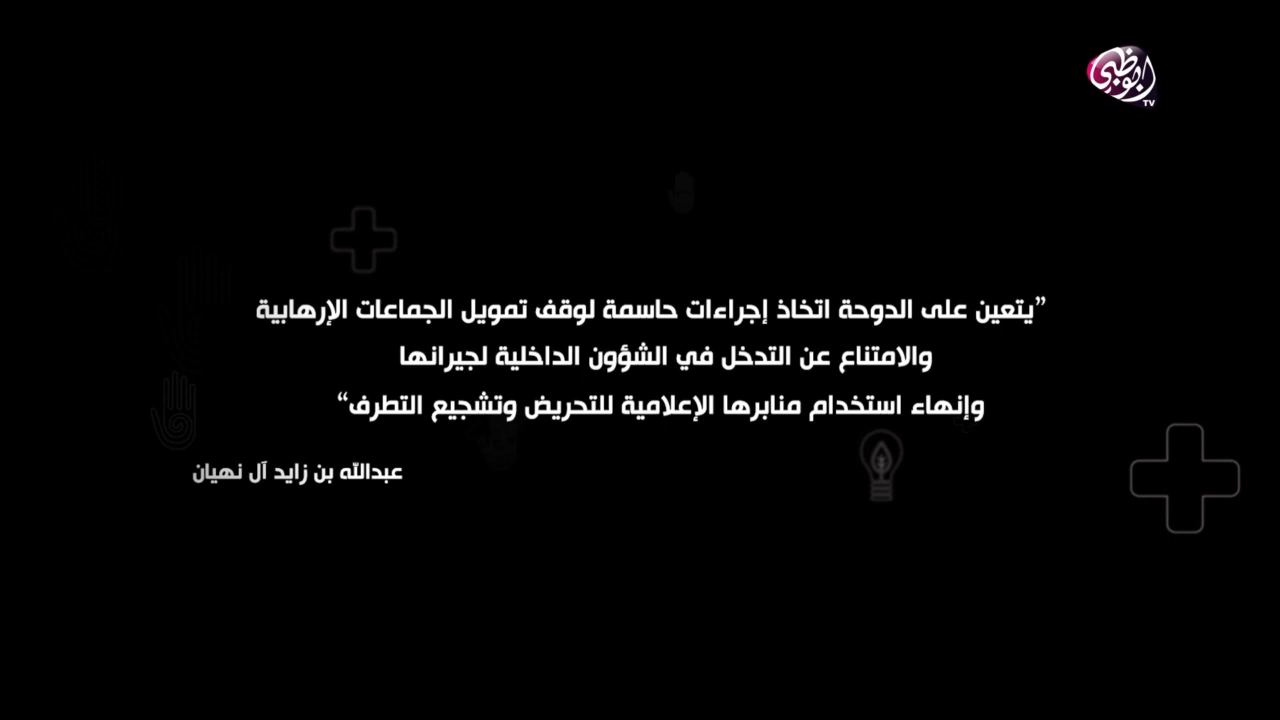 أبوظبي
TV
”يتعين على الدوحة اتخاذ إجراءات حاسمة لوقف تمويل الجماعات الإرهابية
والامتناع عن التدخل في الشؤون الداخلية لجيرانها
وإنهاء استخدام منابرها الإعلامية للتحريض وتشجيع التطرف“
عبدالله بن زايد آل نهيان